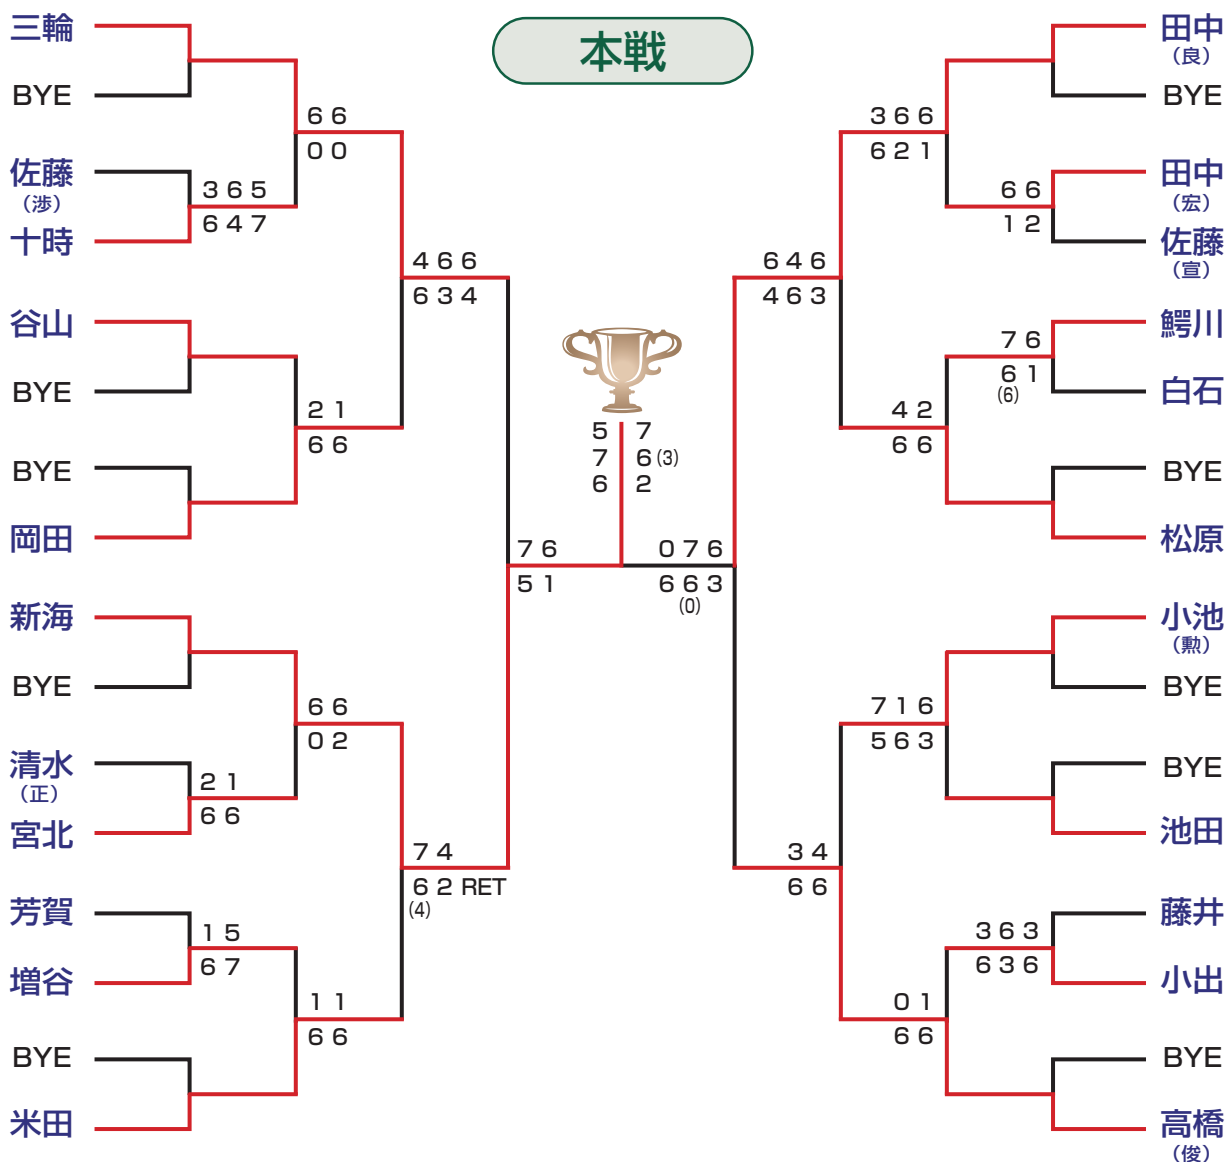 本戦
三輪
BYE
6 6
0 0
佐藤
(渉)
3 6 5
6 4 7
十時
4 6 6
6 3 4
谷山
BYE
2 1
6 6
BYE
岡田
7 6
5 1
新海
BYE
6 6
0 2
清水
(正)
2 1
6 6
宮北
7 4
6 2 RET
(4)
芳賀
1 5
6 7
増谷
1 1
6 6
BYE
米田
5 7
7 6 (3)
6 2
田中
(良)
BYE
3 6 6
6 2 1
田中
(宏)
6 6
1 2
佐藤
(宣)
6 4 6
4 6 3
鰐川
7 6
6 1
(6)
白石
4 2
6 6
BYE
松原
0 7 6
6 6 3
(0)
小池
(勲)
BYE
7 1 6
5 6 3
BYE
池田
3 4
6 6
藤井
3 6 3
6 3 6
小出
0 1
6 6
BYE
高橋
(俊)